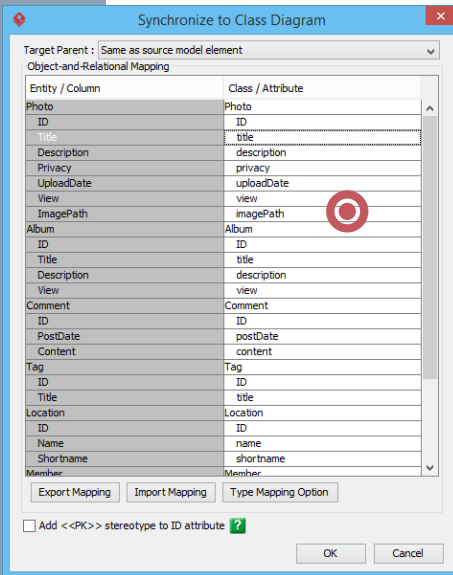 Synchronize to Class Diagram
Target Parent : Same as source model element
Object-and-Relational Mapping
Entity / Column Class / Attribute
Photo Photo
ID ID
Title title
Description description
Privacy privacy
UploadDate uploadDate
View view
ImagePath imagePath
Album Album
ID ID
Title title
Description description
View view
Comment Comment
ID ID
PostDate postDate
Content content
Tag Tag
ID ID
Title title
Location Location
ID ID
Name name
Shortname shortname
Member Member
Export Mapping Import Mapping Type Mapping Option
Add <<PK>> stereotype to ID attribute ?
OK Cancel